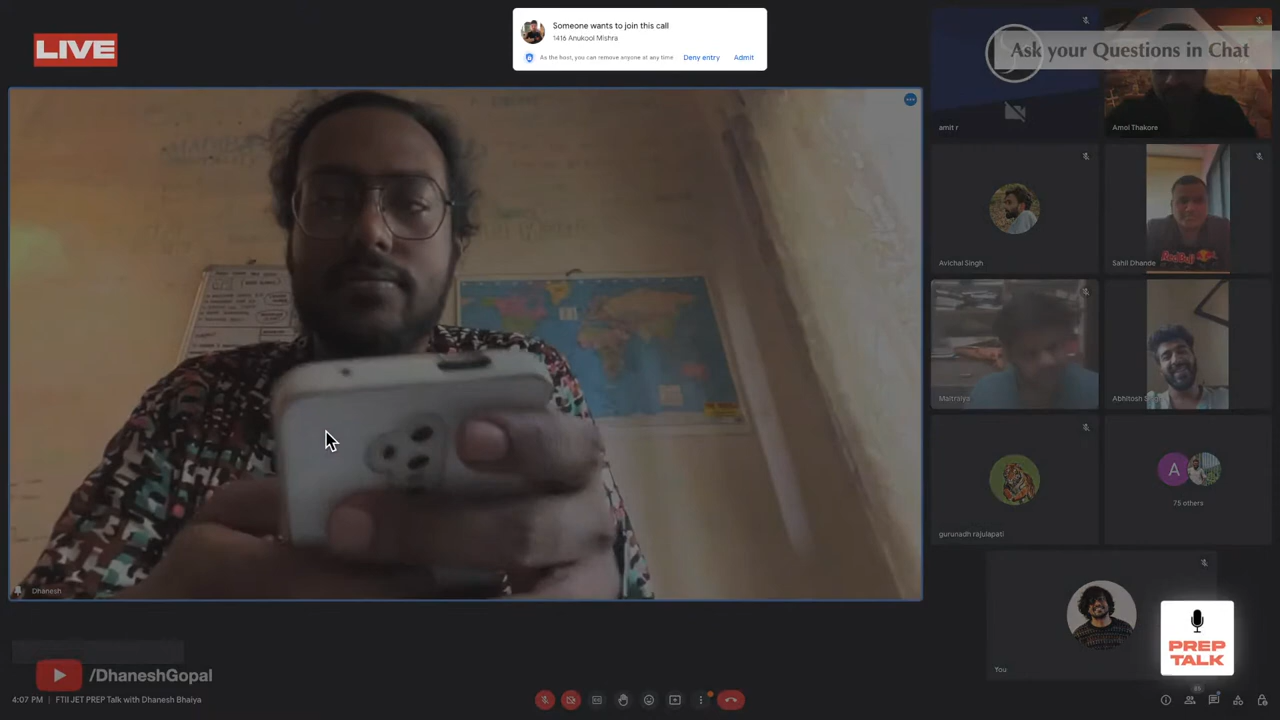 LIVE
Someone wants to join this call
1416 Anukool Mishra
As the host, you can remove anyone at any time
Deny entry
Admit
Ask your Questions in Chat
amit r
Amol Thakore
Avichal Singh
Sahil Dhande
Maitraiya
Abhitosh
gurunadh rajulapati
A
75 others
Dhanesh
You
PREP
TALK
/DhaneshGopal
4:07 PM | FTII JET PREP Talk with Dhanesh Bhaiya